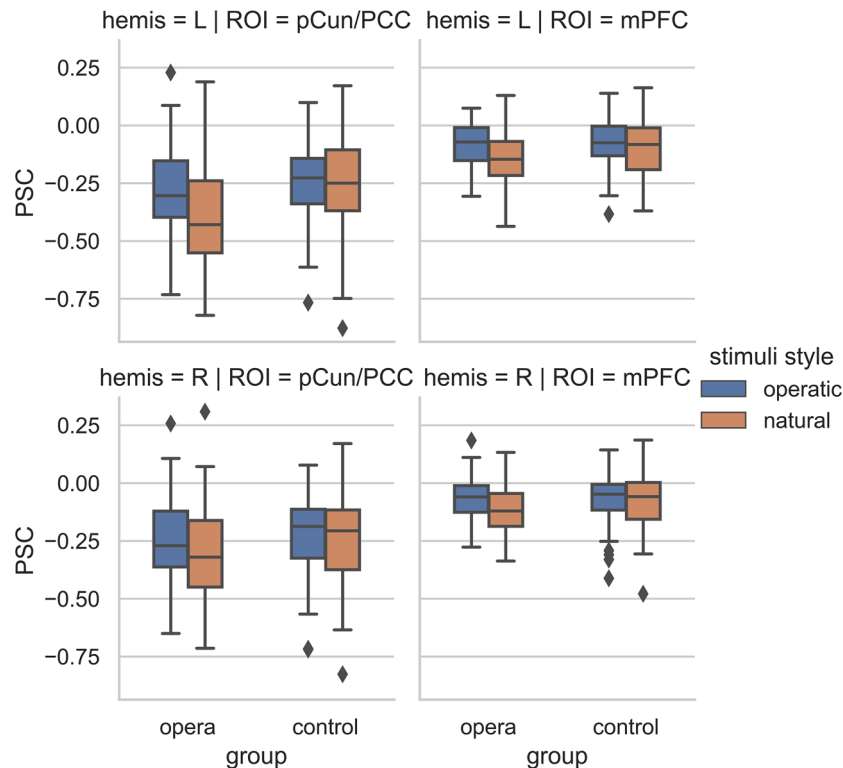 hemis = L | ROI = pCun/PCC
hemis = L | ROI = mPFC
0.25
0.00
−0.25
−0.50
−0.75
PSC
hemis = R | ROI = pCun/PCC
hemis = R | ROI = mPFC
0.25
0.00
−0.25
−0.50
−0.75
PSC
opera
control
group
opera
control
group
stimuli style
operatic
natural